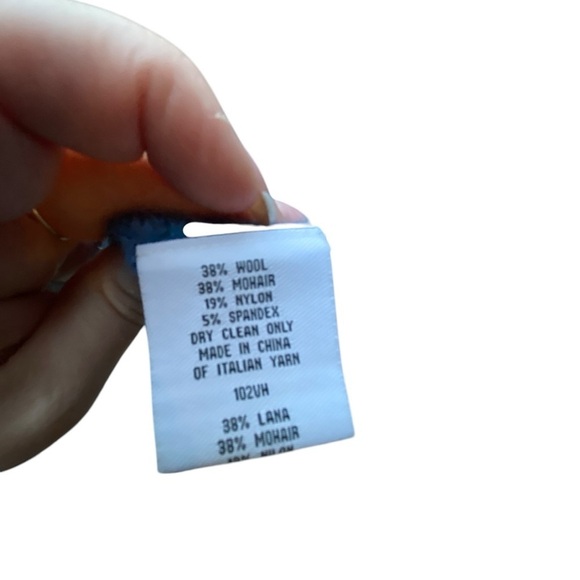 38% WOOL
38% MOHAIR
19% NYLON
5% SPANDEX
DRY CLEAN ONLY
MADE IN CHINA
OF ITALIAN YARN
102VH
38% LANA
38% MOHAIR